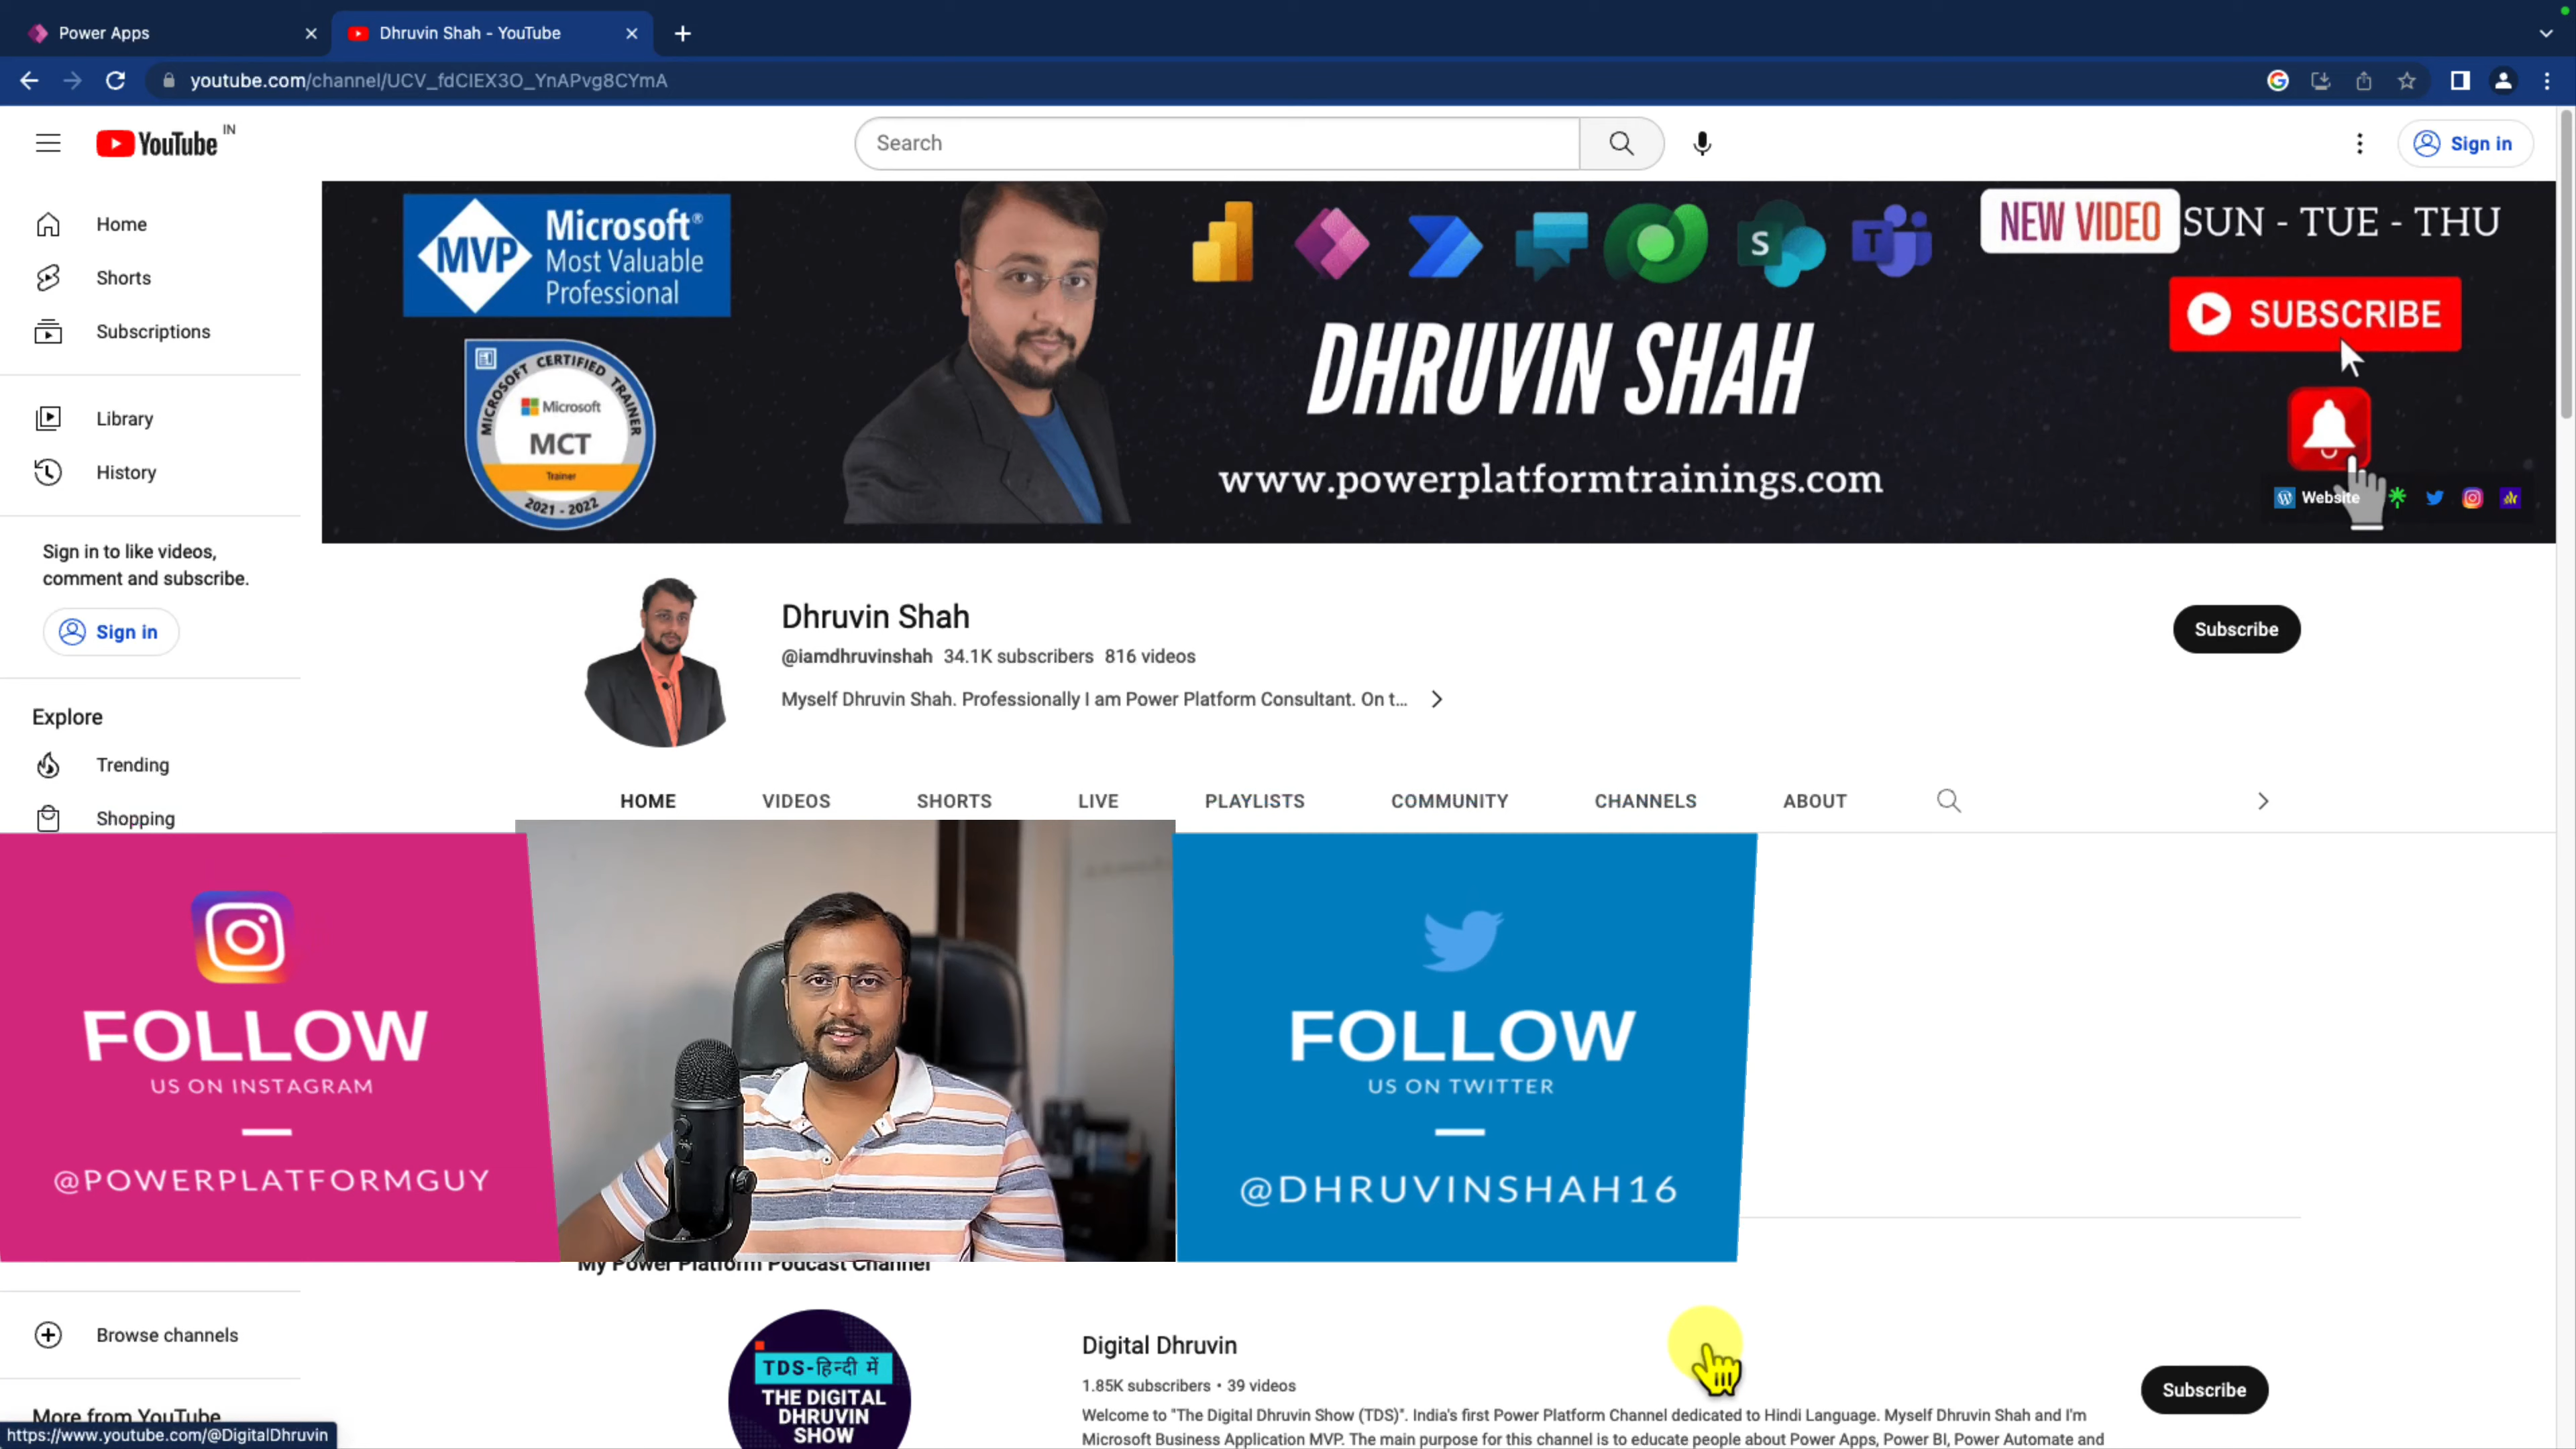 Power Apps
Dhruvin Shah - YouTube
youtube.com/channel/UCV_fdCIEX3O_YnAPvg8CYmA
YouTube IN
Search
Sign in
Home
Shorts
Subscriptions
Library
History
Sign in to like videos,
comment and subscribe.
Sign in
Explore
Trending
Shopping
MVP
Microsoft®
Most Valuable
Professional
MICROSOFT CERTIFIED TRAINER
Microsoft
MCT
Trainer
2021 - 2022
S
T
NEW VIDEO SUN - TUE - THU
SUBSCRIBE
DHRUVIN SHAH
www.powerplatformtrainings.com
Website
Dhruvin Shah
@iamdhruvinshah 34.1K subscribers 816 videos
Myself Dhruvin Shah. Professionally I am Power Platform Consultant. On t...
Subscribe
HOME VIDEOS SHORTS LIVE PLAYLISTS COMMUNITY CHANNELS ABOUT
FOLLOW
US ON INSTAGRAM
@POWERPLATFORMGUY
FOLLOW
US ON TWITTER
@DHRUVINSHAH16
My Power Platform Podcast Channel
Browse channels
More from YouTube
https://www.youtube.com/@DigitalDhruvin
TDS-हिन्दी में
THE DIGITAL
DHRUVIN
SHOW
Digital Dhruvin
1.85K subscribers • 39 videos
Welcome to "The Digital Dhruvin Show (TDS)". India's first Power Platform Channel dedicated to Hindi Language. Myself Dhruvin Shah and I'm
Microsoft Business Application MVP. The main purpose for this channel is to educate people about Power Apps, Power BI, Power Automate and
Subscribe